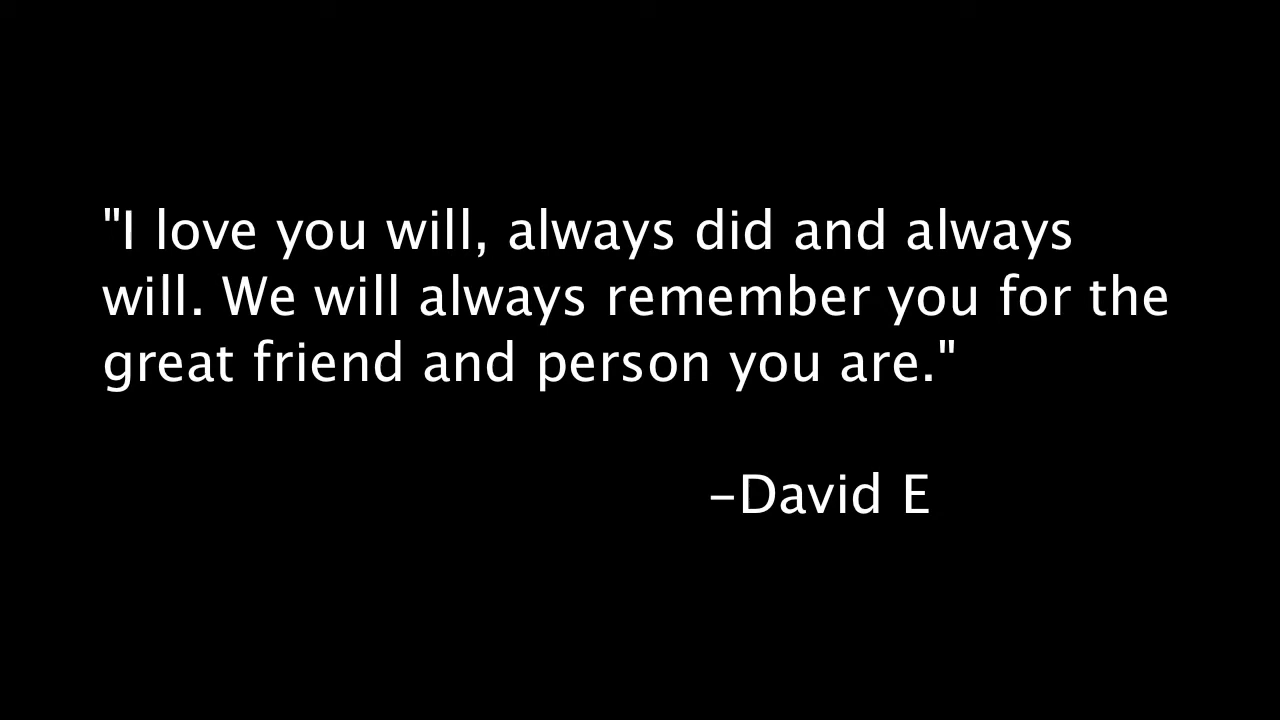 "I love you will, always did and always
will. We will always remember you for the
great friend and person you are."
–David E